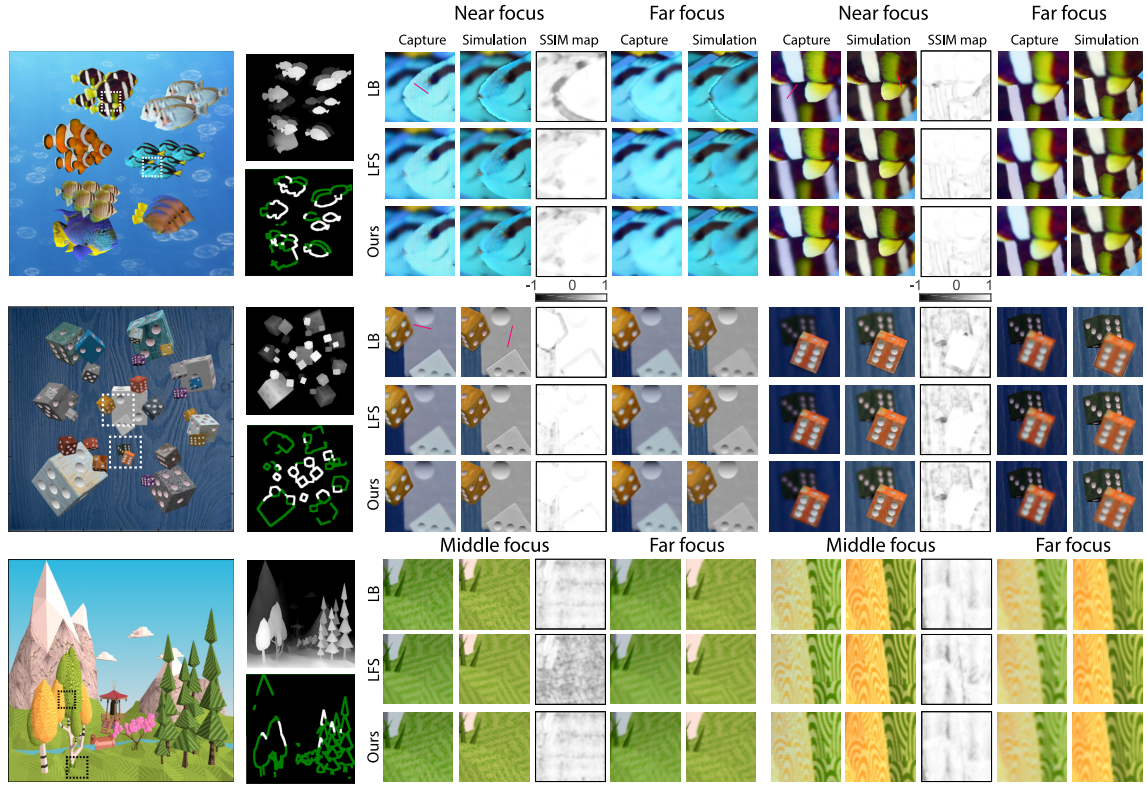 Near focus Far focus Near focus Far focus
Capture Simulation SSIM map Capture Simulation Capture Simulation SSIM map Capture Simulation
LB
LFS
Ours
-1 0 1 -1 0 1
LB
LFS
Ours
Middle focus Far focus Middle focus Far focus
LB
LFS
Ours